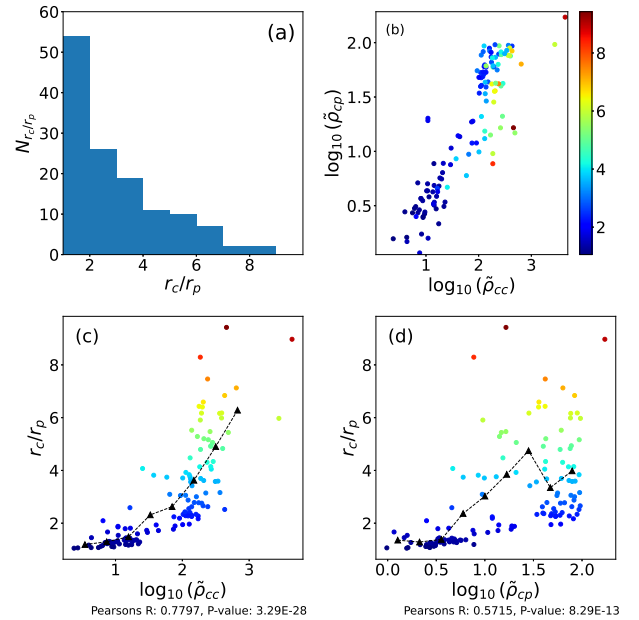 60
50
40
30
20
10
0
2
4
6
8
N_{r_c/r_p}
r_c/r_p
(a)
2.0
1.5
1.0
0.5
1
2
3
log₁₀(ρ̃_cp)
log₁₀(ρ̃_cc)
(b)
8
6
4
2
8
6
4
2
1
2
3
r_c/r_p
log₁₀(ρ̃_cc)
(c)
Pearsons R: 0.7797, P-value: 3.29E-28
8
6
4
2
0.0
0.5
1.0
1.5
2.0
r_c/r_p
log₁₀(ρ̃_cp)
(d)
Pearsons R: 0.5715, P-value: 8.29E-13